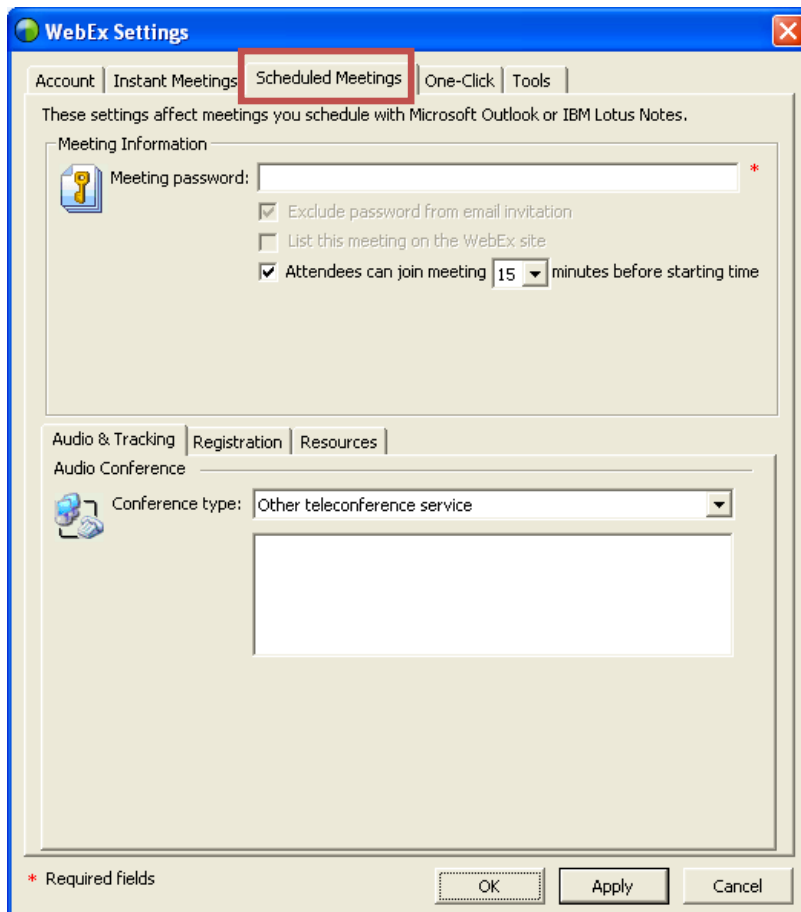 WebEx Settings
Account Instant Meetings Scheduled Meetings One-Click Tools
These settings affect meetings you schedule with Microsoft Outlook or IBM Lotus Notes.
Meeting Information
Meeting password: *
Exclude password from email invitation
List this meeting on the WebEx site
Attendees can join meeting 15 minutes before starting time
Audio & Tracking Registration Resources
Audio Conference
Conference type: Other teleconference service
* Required fields OK Apply Cancel